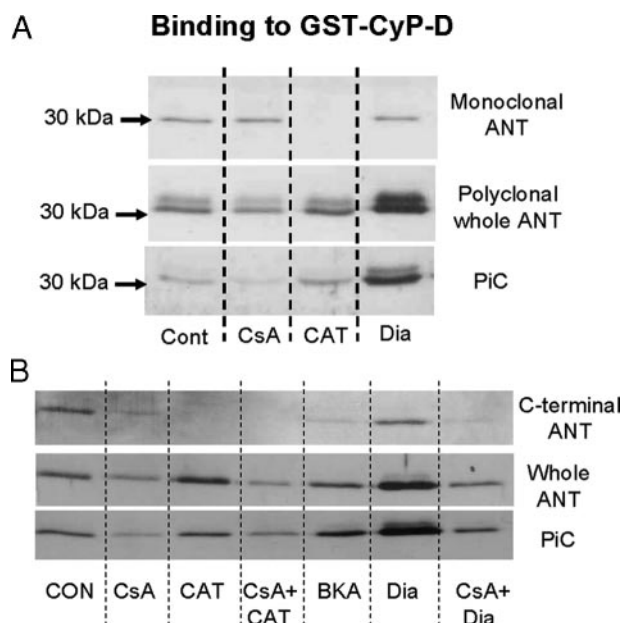 A
Binding to GST-CyP-D
30 kDa
Monoclonal
ANT
30 kDa
Polyclonal
whole ANT
30 kDa
PiC
Cont CsA CAT Dia
B
C-terminal
ANT
Whole
ANT
PiC
CON CsA CAT CsA+ BKA Dia CsA+
CAT Dia